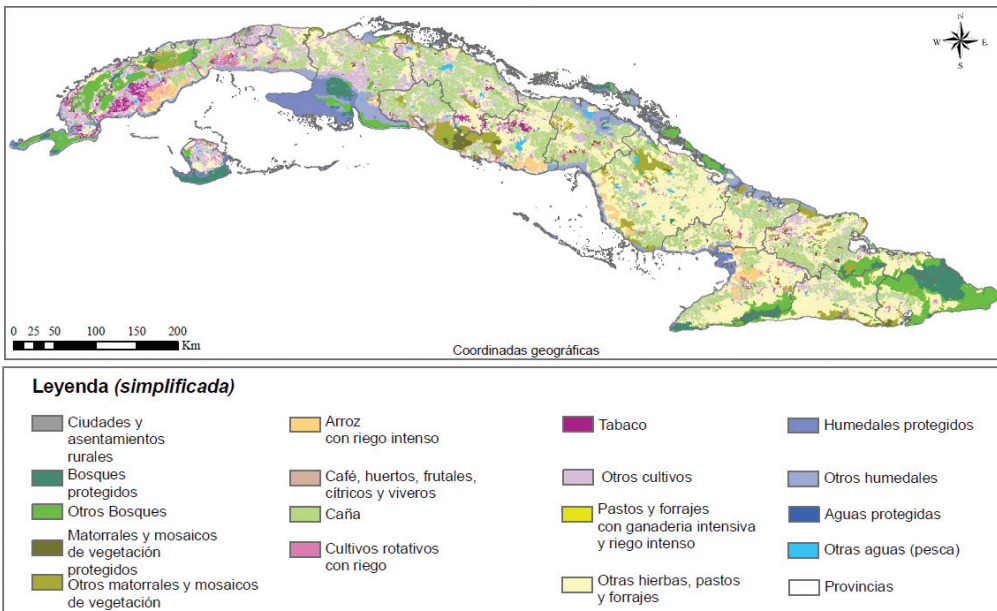 N
W E
S
0 25 50 100 150 200
Km
Coordinadas geográficas
Leyenda (simplificada)
Ciudades y
asentamientos
rurales
Bosques
protegidos
Otros Bosques
Matorrales y mosaicos
de vegetación
protegidos
Otros matorrales y mosaicos
de vegetación
Arroz
con riego intenso
Café, huertos, frutales,
cítricos y viveros
Caña
Cultivos rotativos
con riego
Tabaco
Otros cultivos
Pastos y forrajes
con ganaderia intensiva
y riego intenso
Otras hierbas, pastos
y forrajes
Humedales protegidos
Otros humedales
Aguas protegidas
Otras aguas (pesca)
Provincias